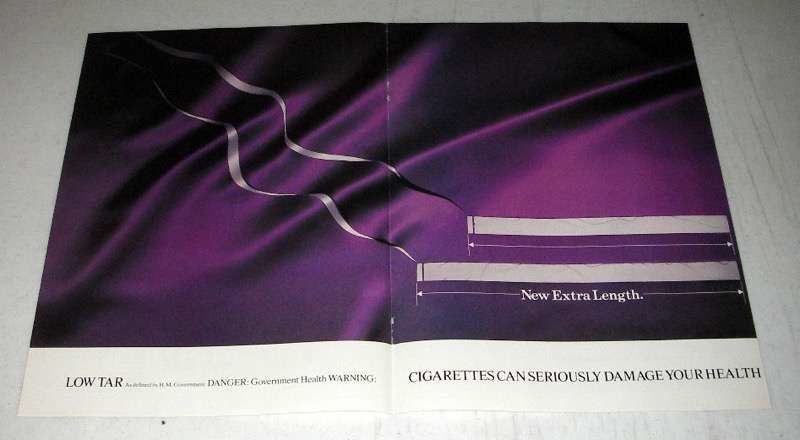 New Extra Length.
LOW TAR As defined by H. M. Government DANGER: Government Health WARNING: CIGARETTES CAN SERIOUSLY DAMAGE YOUR HEALTH